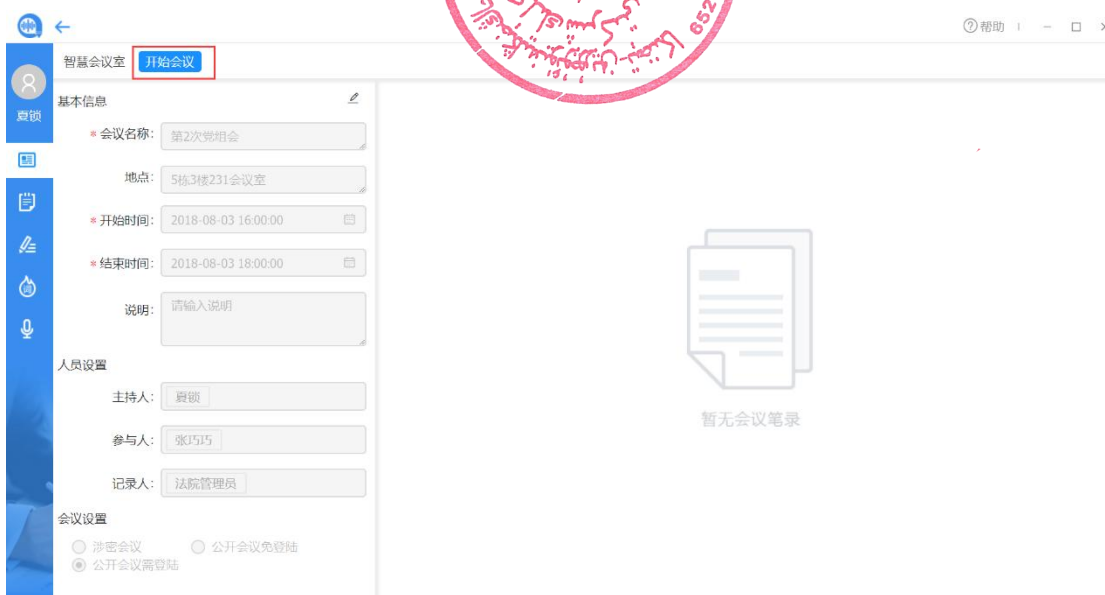 帮助
智慧会议室 开始会议
夏锁
基本信息
* 会议名称: 第2次党组会
地点: 5栋3楼231会议室
* 开始时间: 2018-08-03 16:00:00
* 结束时间: 2018-08-03 18:00:00
说明: 请输入说明
人员设置
主持人: 夏锁
参与人: 张巧巧
记录人: 法院管理员
会议设置
涉密会议 公开会议免登陆
公开会议需登陆
暂无会议笔录